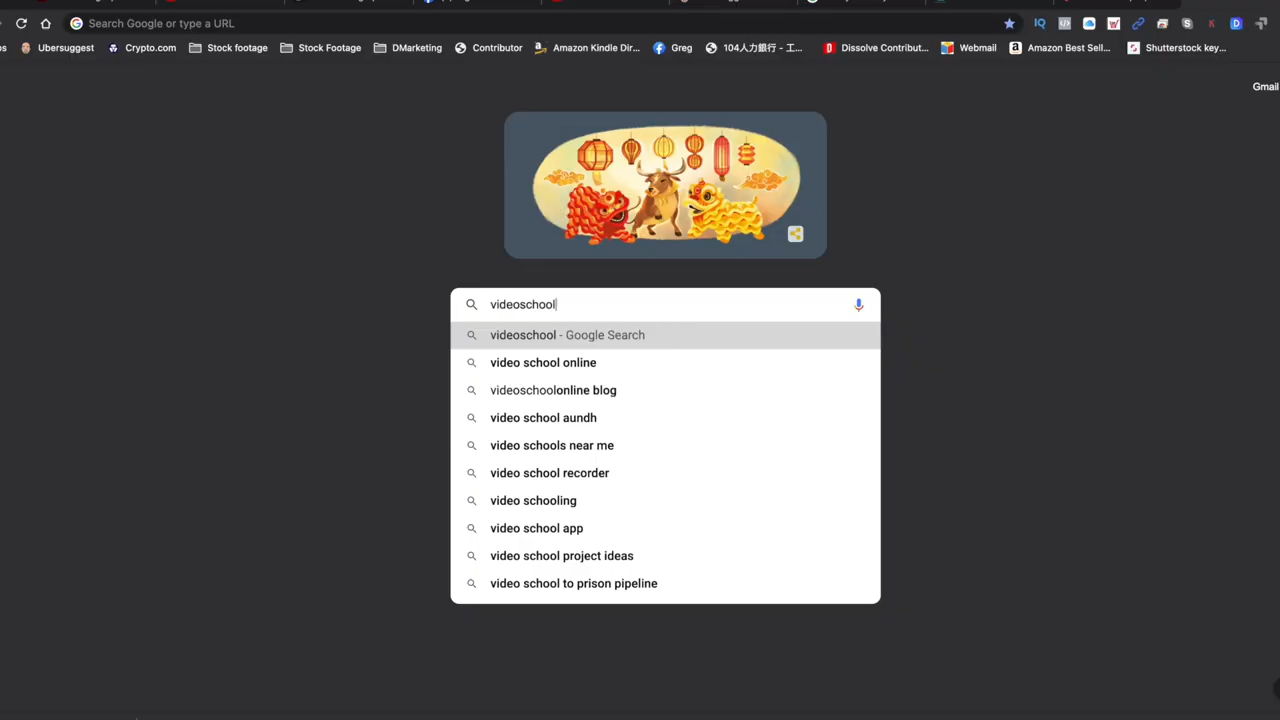 Search Google or type a URL
Ubersuggest Crypto.com Stock footage Stock Footage DMarketing Contributor Amazon Kindle Dir... Greg 104人力銀行 - 工... Dissolve Contribut... Webmail Amazon Best Sell... Shutterstock key...
Gmail
videoschool
videoschool - Google Search
video school online
videoschoolonline blog
video school aundh
video schools near me
video school recorder
video schooling
video school app
video school project ideas
video school to prison pipeline